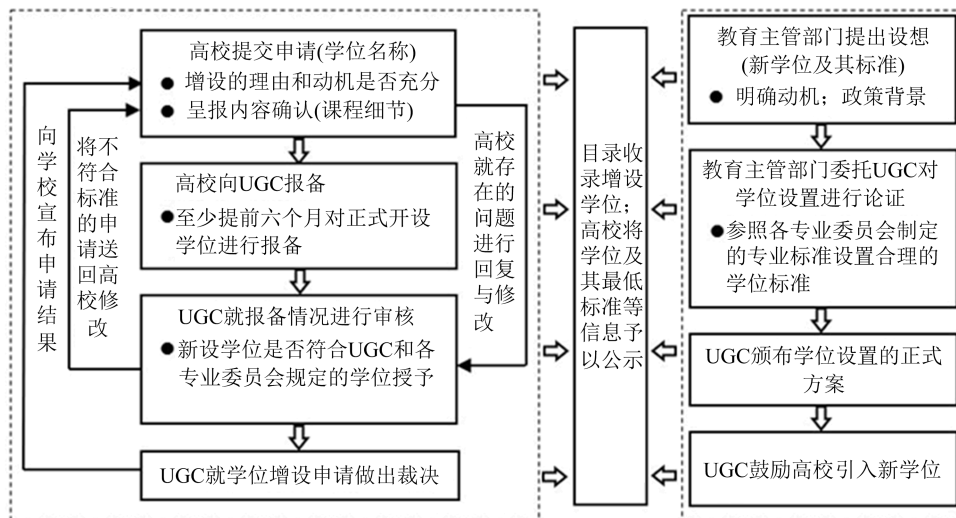 高校提交申请(学位名称)
● 增设的理由和动机是否充分
● 呈报内容确认(课程细节)
高校向UGC报备
● 至少提前六个月对正式开设
学位进行报备
UGC就报备情况进行审核
● 新设学位是否符合UGC和各
专业委员会规定的学位授予
UGC就学位增设申请做出裁决
向学校宣布申请结果
将不符合标准的申请送回高校修改
高校就存在的问题进行回复与修改
目录收
录增设
学位;
高校将
学位及
其最低
标准等
信息予
以公示
教育主管部门提出设想
(新学位及其标准)
● 明确动机；政策背景
教育主管部门委托UGC对
学位设置进行论证
● 参照各专业委员会制定
的专业标准设置合理的
学位标准
UGC颁布学位设置的正式
方案
UGC鼓励高校引入新学位